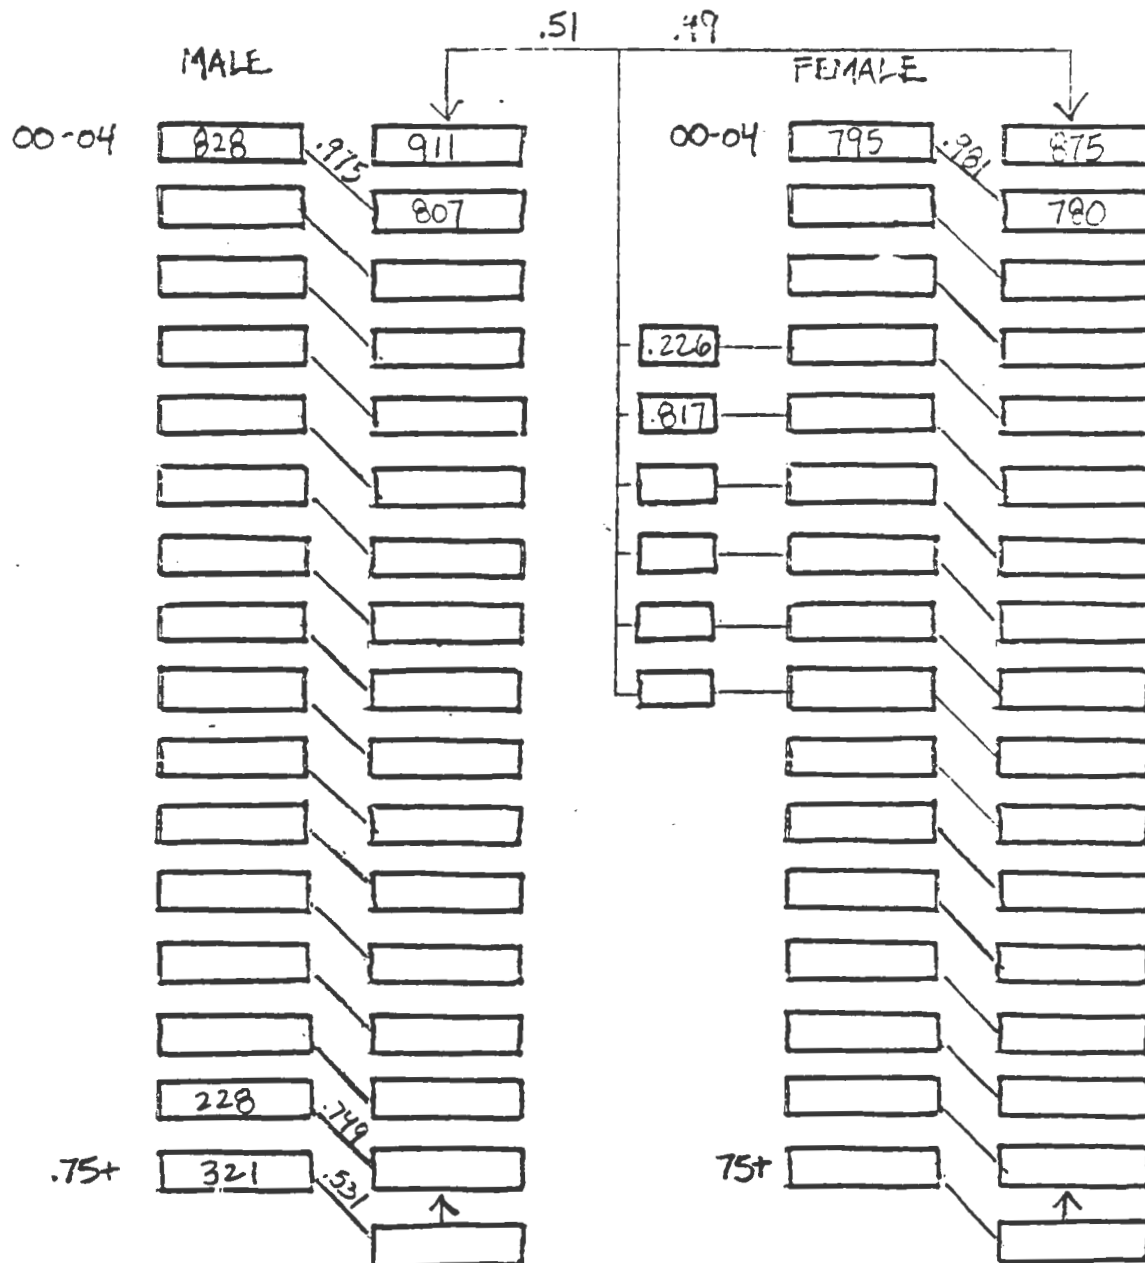 .51 .49
MALE FEMALE
00-04 828 .975 911 00-04 795 .981 875
807 780
.226
.817
228 .749
.75+ 321 .531 75+